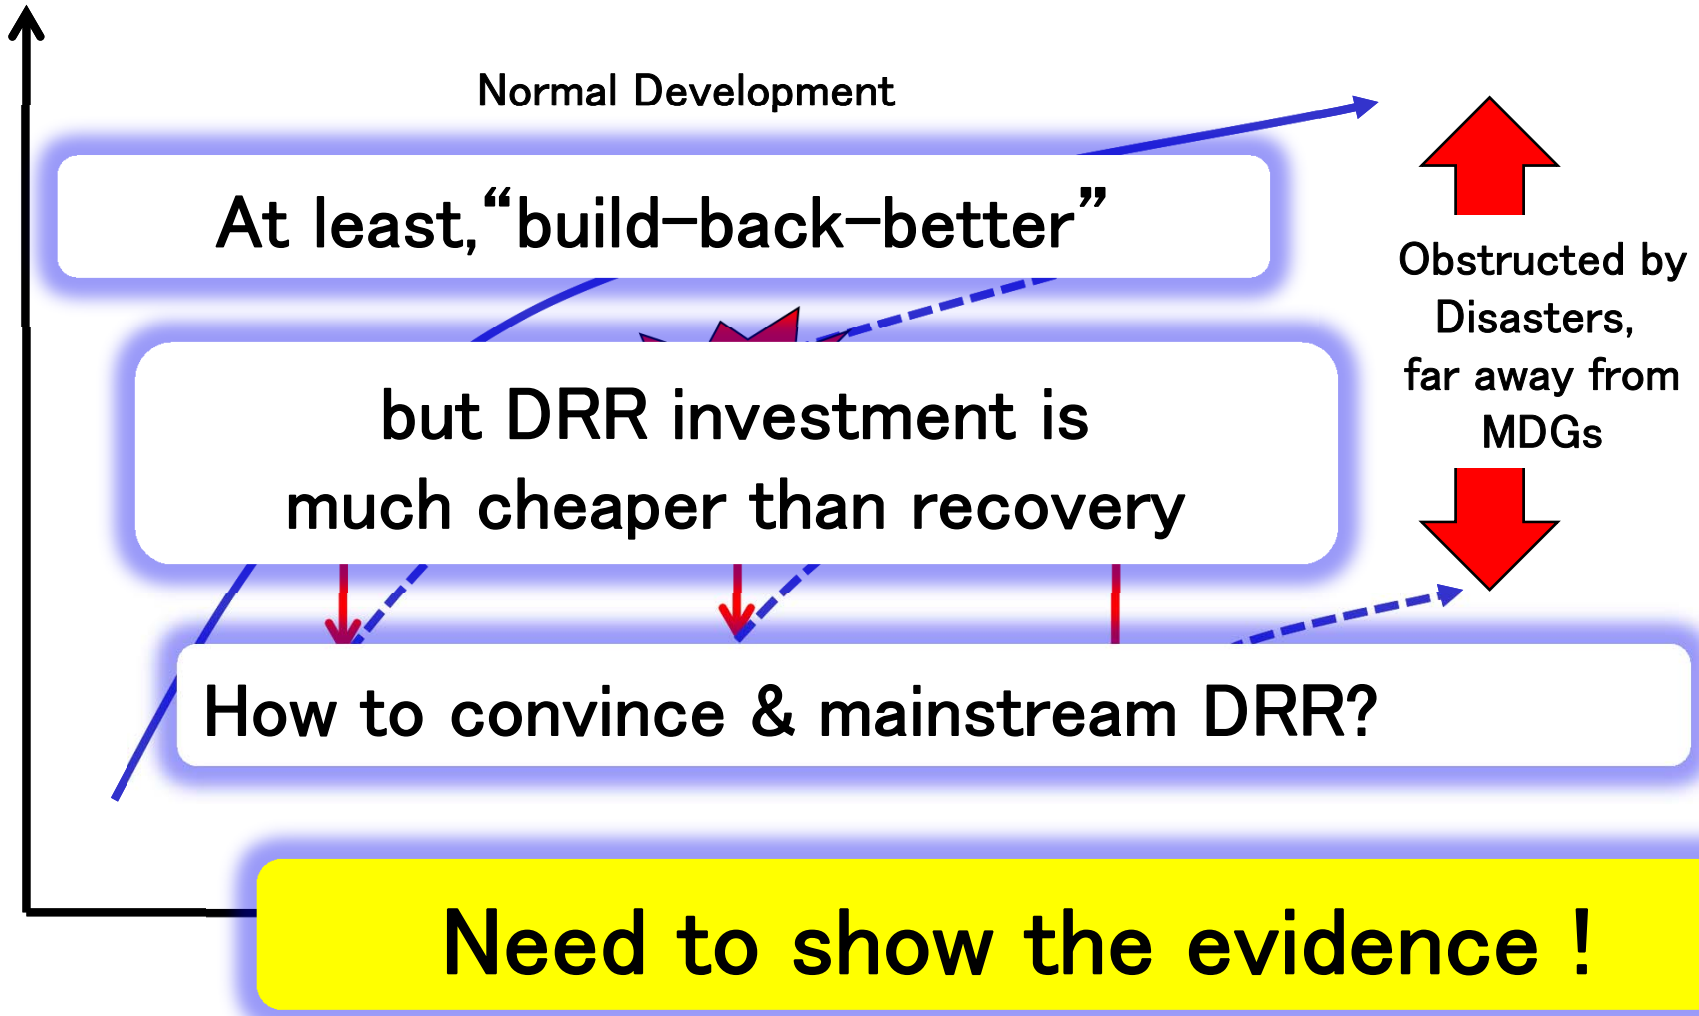 Normal Development
At least,“build-back-better”
Obstructed by
Disasters,
far away from
MDGs
but DRR investment is
much cheaper than recovery
How to convince & mainstream DRR?
Need to show the evidence !